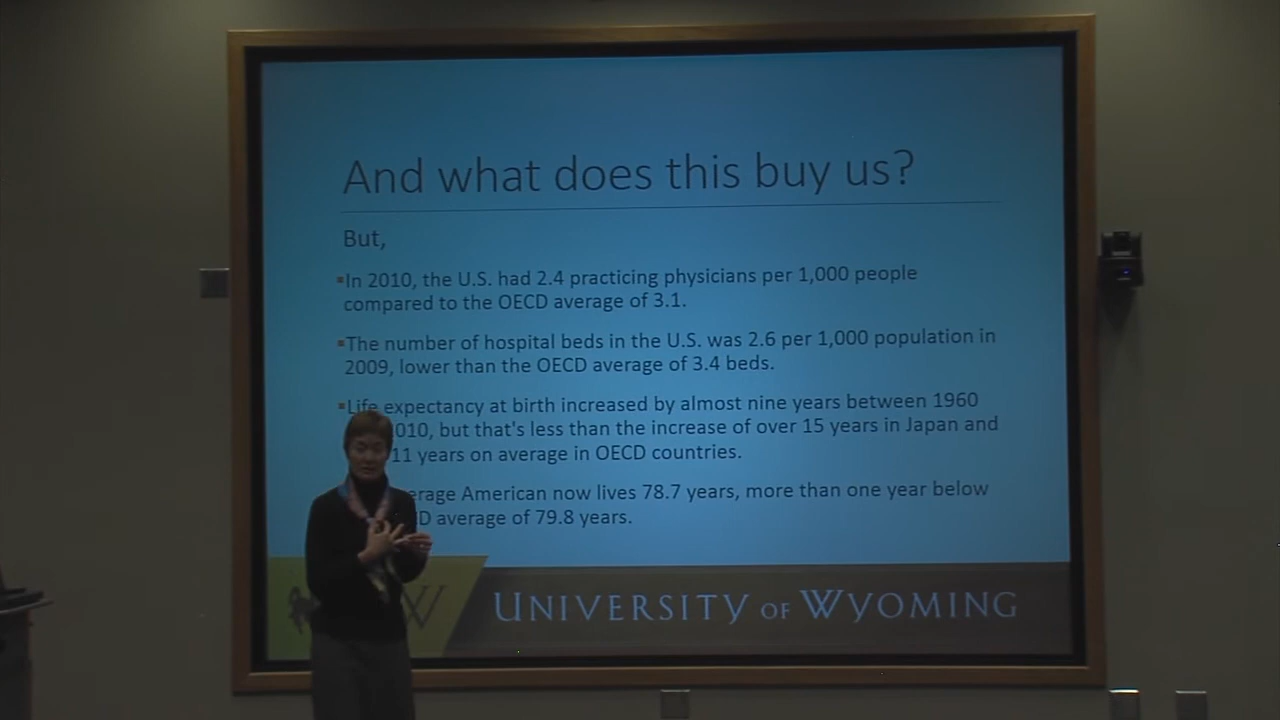 And what does this buy us?
But,
▪In 2010, the U.S. had 2.4 practicing physicians per 1,000 people
compared to the OECD average of 3.1.
▪The number of hospital beds in the U.S. was 2.6 per 1,000 population in
2009, lower than the OECD average of 3.4 beds.
▪Life expectancy at birth increased by almost nine years between 1960
010, but that's less than the increase of over 15 years in Japan and
11 years on average in OECD countries.
erage American now lives 78.7 years, more than one year below
D average of 79.8 years.
W
UNIVERSITY OF WYOMING